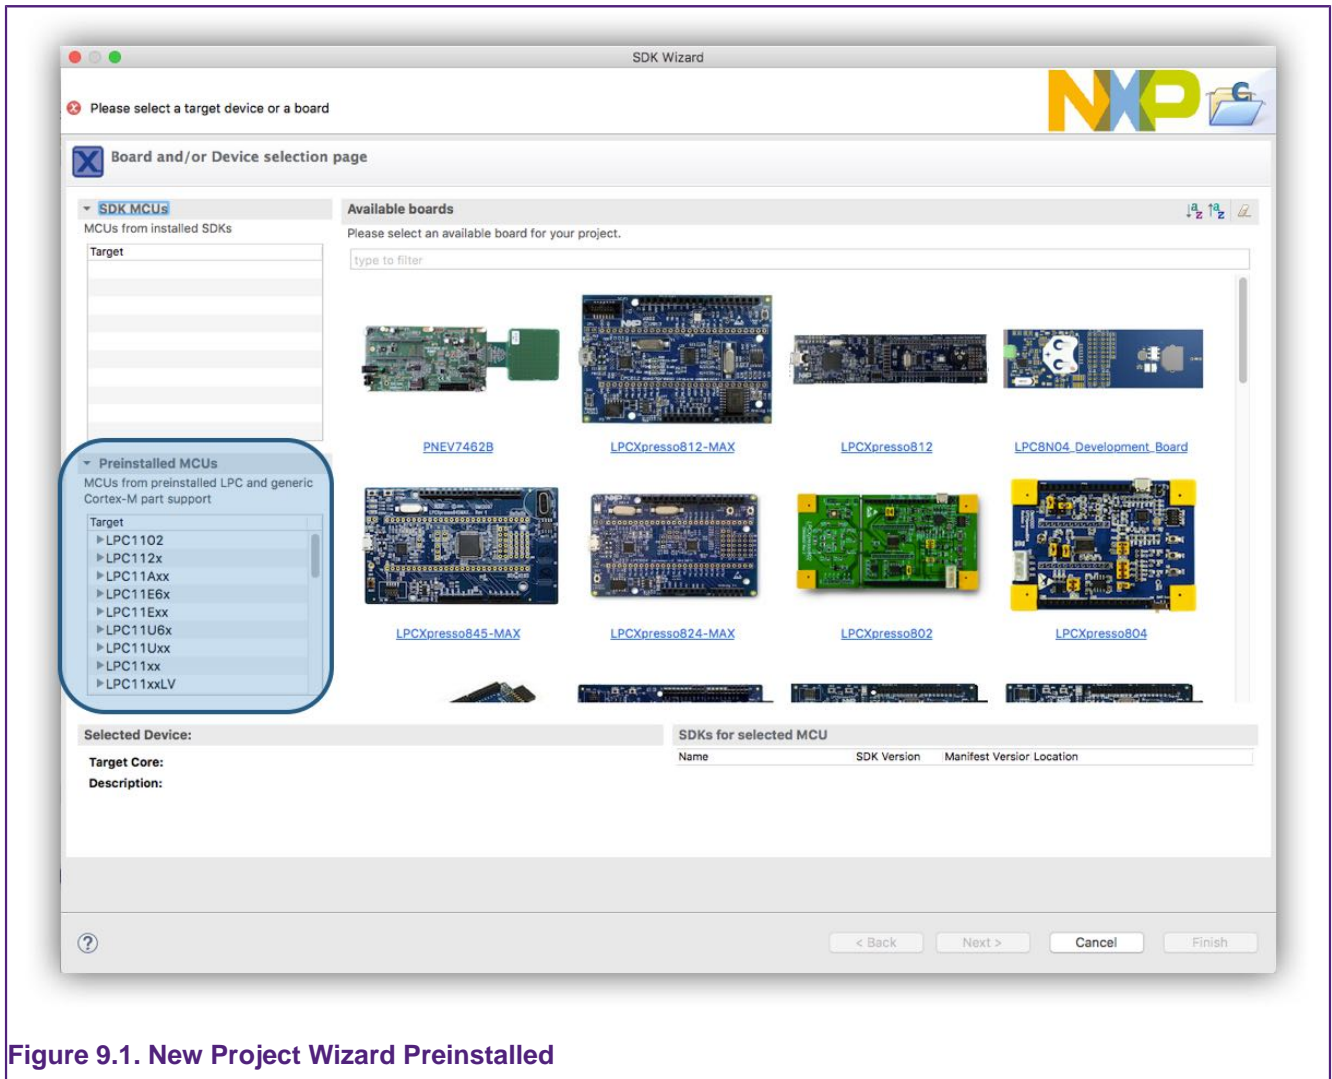 SDK Wizard
Please select a target device or a board
NXP
C
X
Board and/or Device selection page
SDK MCUs
MCUs from installed SDKs
Target
Available boards
Please select an available board for your project.
type to filter
PNEV7462B
LPCXpresso812-MAX
LPCXpresso812
LPC8N04_Development_Board
Preinstalled MCUs
MCUs from preinstalled LPC and generic
Cortex-M part support
Target
LPC1102
LPC112x
LPC11Axx
LPC11E6x
LPC11Exx
LPC11U6x
LPC11Uxx
LPC11xx
LPC11xxLV
LPCXpresso845-MAX
LPCXpresso824-MAX
LPCXpresso802
LPCXpresso804
Selected Device:
Target Core:
Description:
SDKs for selected MCU
Name SDK Version Manifest Versior Location
?
< Back Next > Cancel Finish
Figure 9.1. New Project Wizard Preinstalled